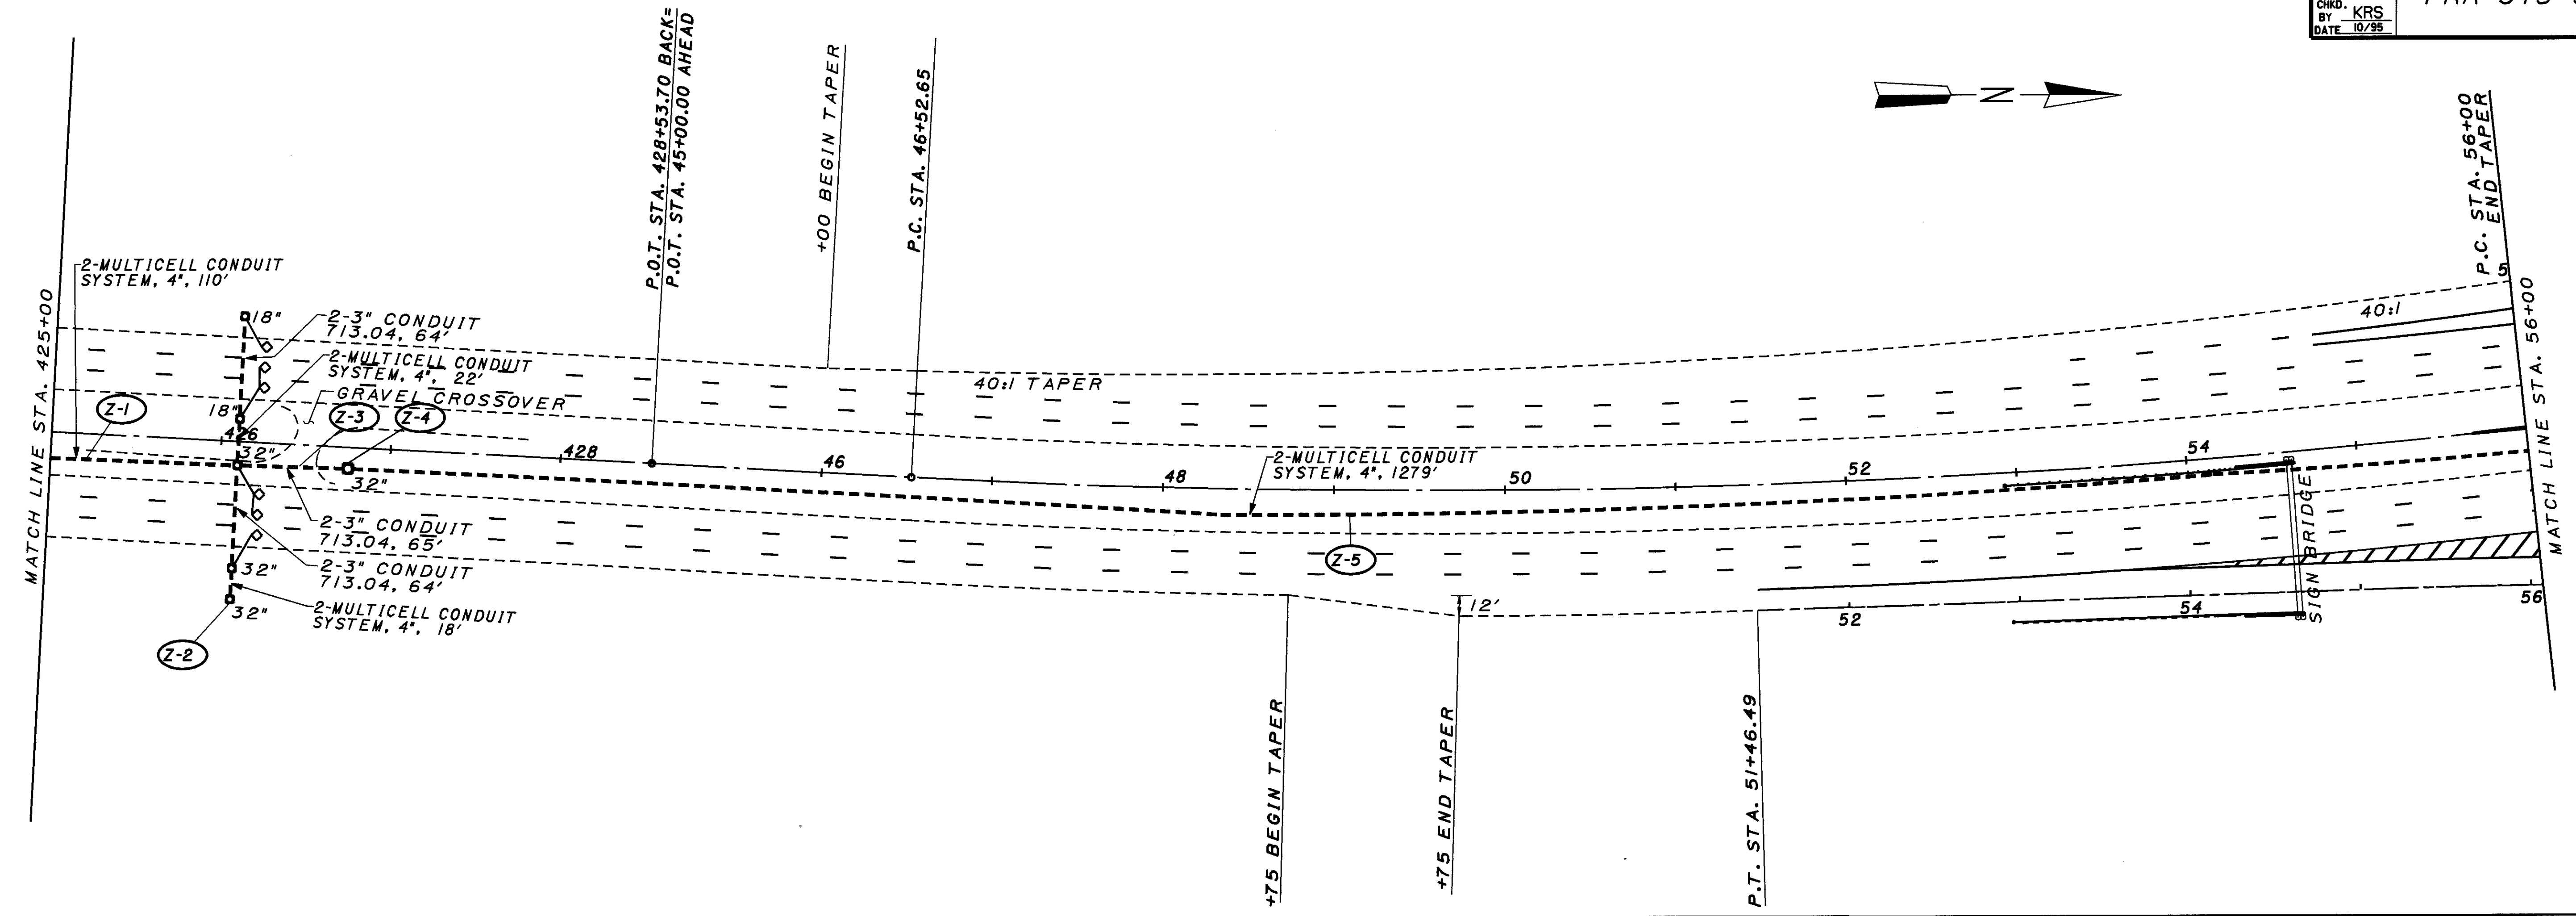 CHKD.
BY KRS
DATE 10/95
N
P.O.T. STA. 428+53.70 BACK=
P.O.T. STA. 45+00.00 AHEAD
+00 BEGIN TAPER
P.C. STA. 46+52.65
P.C. STA. 56+00
END TAPER
MATCH LINE STA. 425+00
2-MULTICELL CONDUIT
SYSTEM, 4", 110'
18"
2-3" CONDUIT
713.04, 64'
2-MULTICELL CONDUIT
SYSTEM, 4", 22'
GRAVEL CROSSOVER
18"
Z-1
Z-3
Z-4
426
428
46
48
50
52
54
5
32"
32"
40:1 TAPER
40:1
2-MULTICELL CONDUIT
SYSTEM, 4", 1279'
Z-5
2-3" CONDUIT
713.04, 65'
2-3" CONDUIT
713.04, 64'
32"
32"
2-MULTICELL CONDUIT
SYSTEM, 4", 18'
Z-2
12'
52
54
56
SIGN BRIDGE
MATCH LINE STA. 56+00
+75 BEGIN TAPER
+75 END TAPER
P.T. STA. 51+46.49